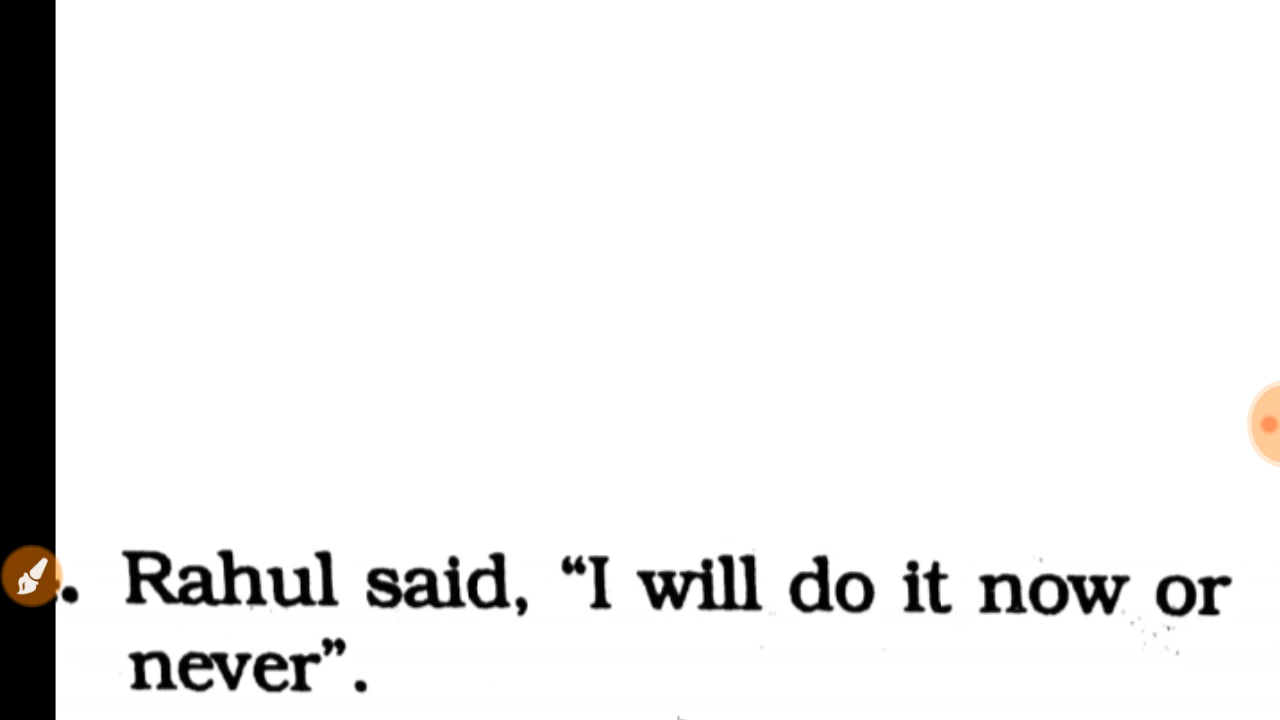 . Rahul said, “I will do it now or
never”.